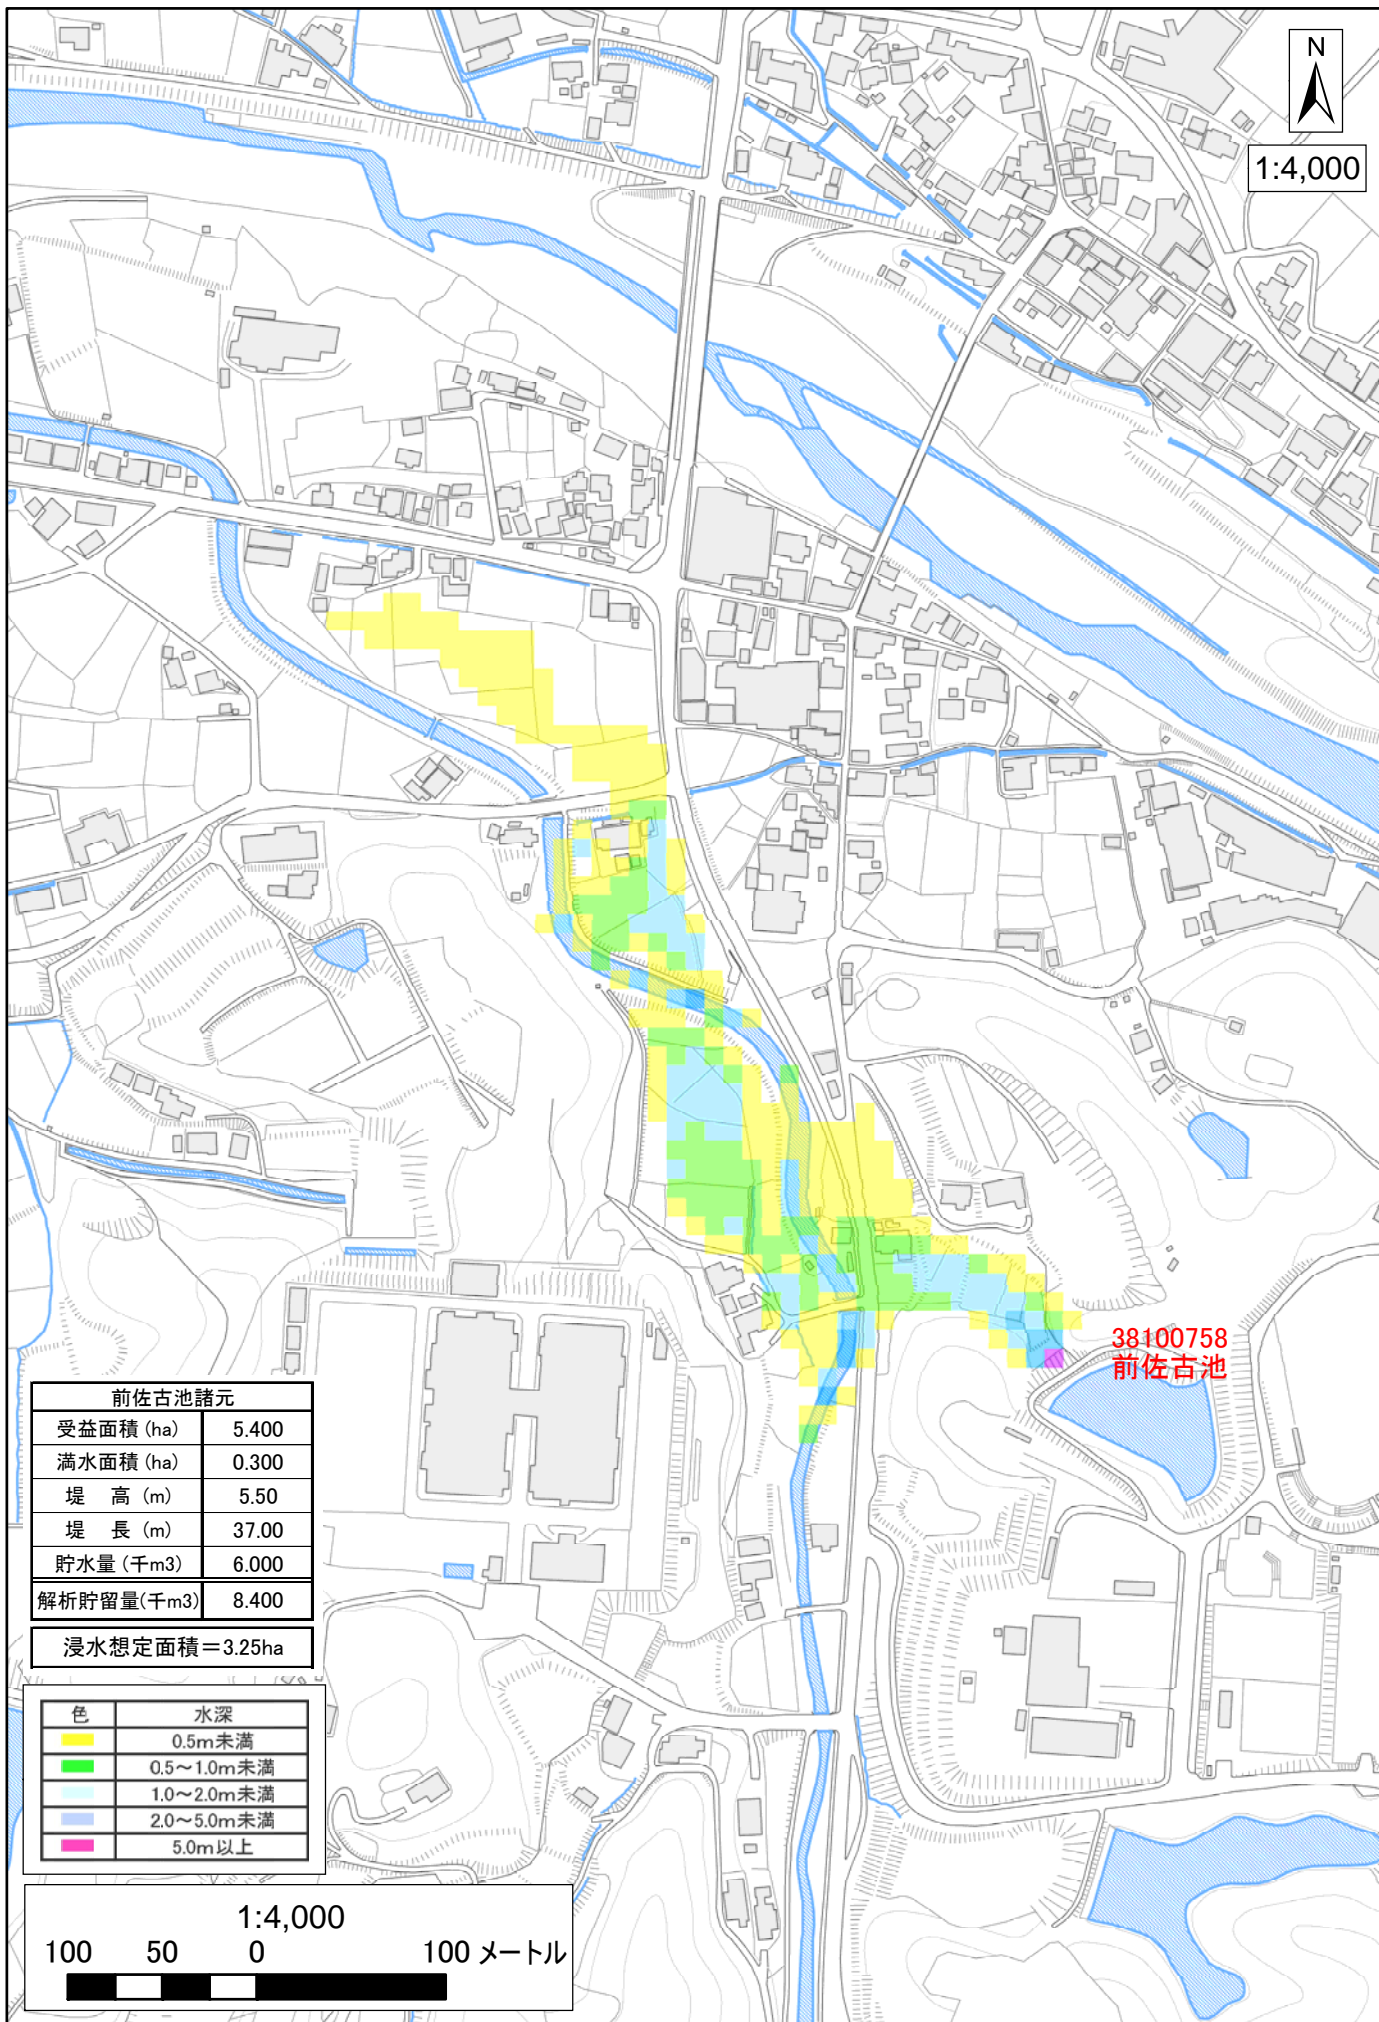 N
1:4,000
38100758
前佐古池
前佐古池諸元
受益面積 (ha) 5.400
満水面積 (ha) 0.300
堤 高 (m) 5.50
堤 長 (m) 37.00
貯水量 (千m3) 6.000
解析貯留量(千m3) 8.400
浸水想定面積＝3.25ha
色 水深
0.5m未満
0.5～1.0m未満
1.0～2.0m未満
2.0～5.0m未満
5.0m以上
1:4,000
100 50 0 100 メートル